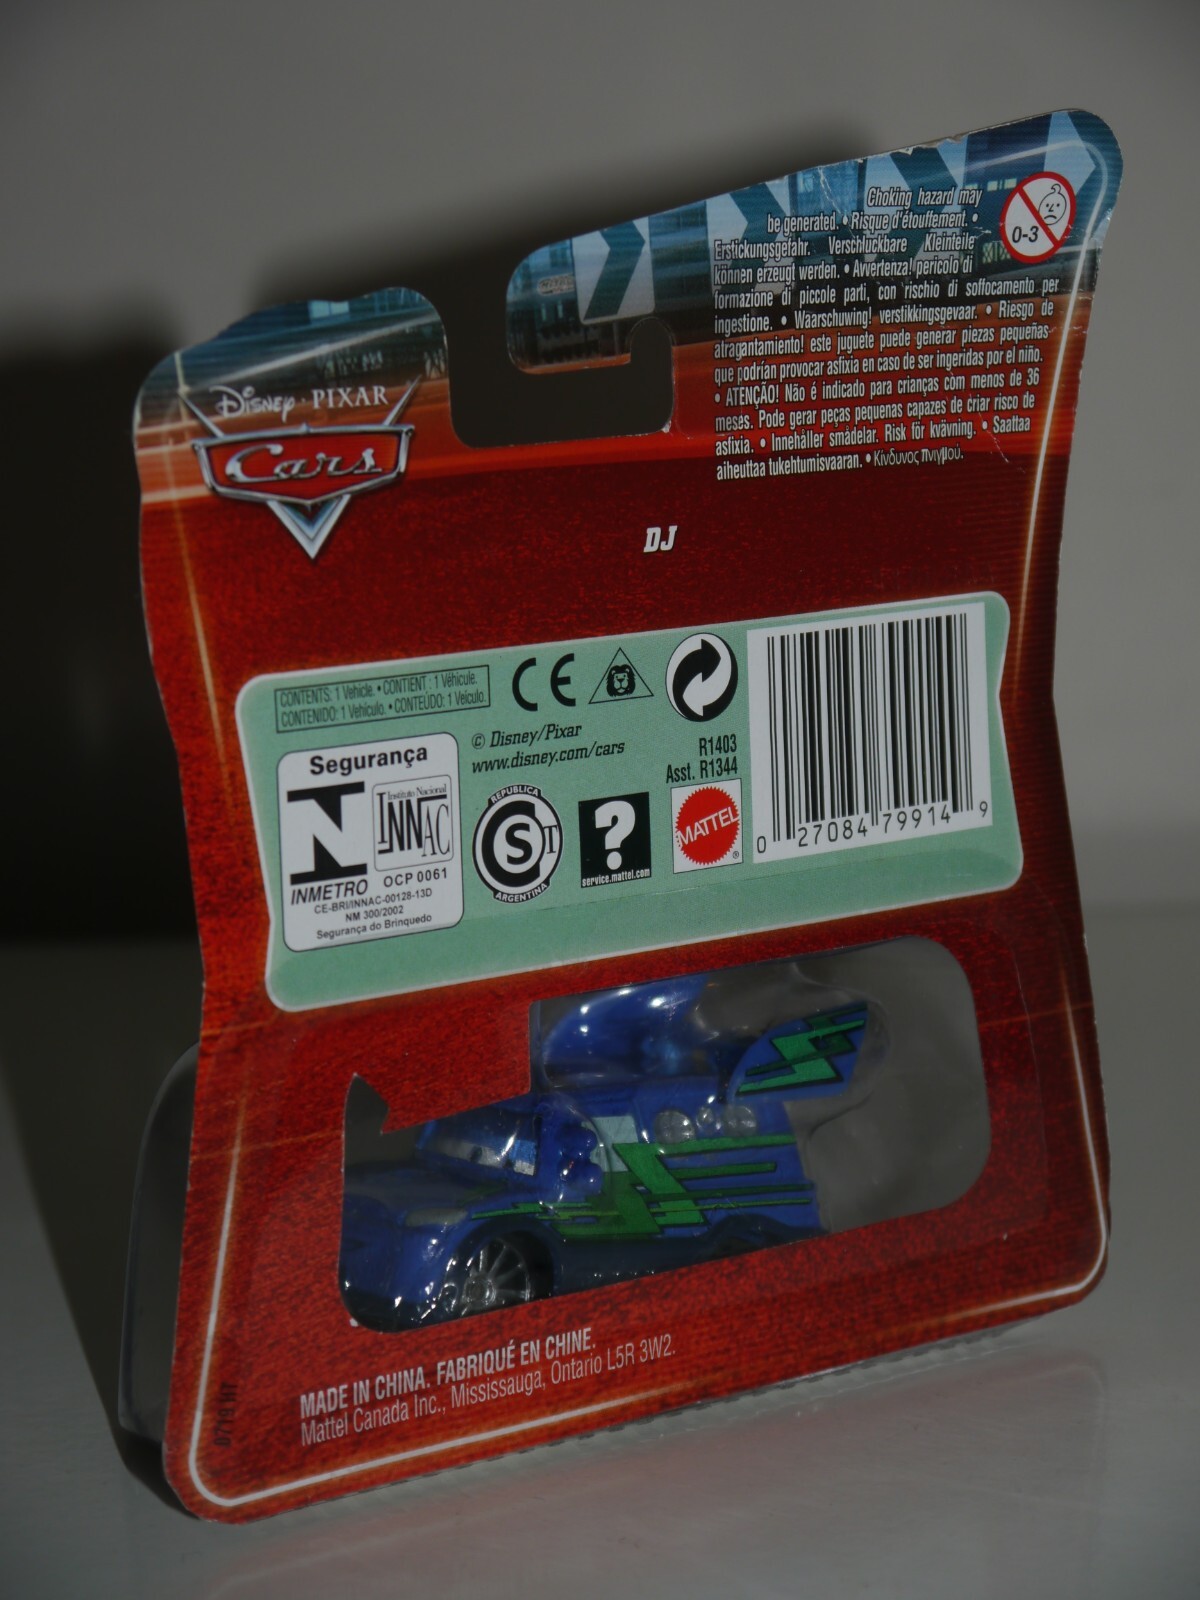 Choking hazard may
be generated. • Risque d'étouffement. •
Erstickungsgefahr. Verschluckbare Kleinteile
können erzeugt werden. • Avvertenza! pericolo di
formazione di piccole parti, con rischio di soffocamento per
ingestione. • Waarschuwing! verstikkingsgevaar. • Riesgo de
atragantamiento! este juguete puede generar piezas pequeñas
que podrían provocar asfixia en caso de ser ingeridas por el niño.
• ATENÇÃO! Não é indicado para crianças com menos de 36
meses. Pode gerar peças pequenas capazes de criar risco de
asfixia. • Innehåller smådelar. Risk för kvävning. • Saattaa
aiheuttaa tukehtumisvaaran. • Κίνδυνος πνιγμού.
0-3
Disney · PIXAR
Cars
DJ
CONTENTS: 1 Vehicle. • CONTIENT : 1 Véhicule.
CONTENIDO: 1 Vehículo. • CONTEÚDO: 1 Veículo.
CE
© Disney/Pixar
www.disney.com/cars
R1403
Asst. R1344
Segurança
Instituto Nacional
INNAC
INMETRO
OCP 0061
CE-BRI/INNAC-00128-13D
NM 300/2002
Segurança do Brinquedo
REPUBLICA
S T
ARGENTINA
?
service.mattel.com
MATTEL
®
0 27084 79914 9
MADE IN CHINA. FABRIQUÉ EN CHINE.
Mattel Canada Inc., Mississauga, Ontario L5R 3W2.